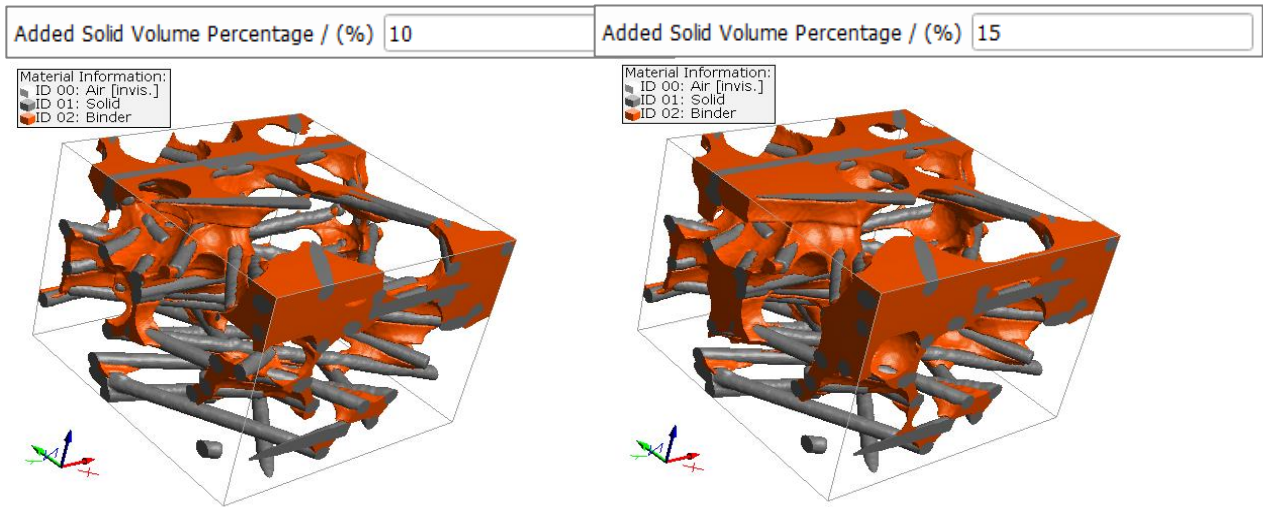 Added Solid Volume Percentage / (%) 10
Added Solid Volume Percentage / (%) 15
Material Information:
ID 00: Air [invis.]
ID 01: Solid
ID 02: Binder
Material Information:
ID 00: Air [invis.]
ID 01: Solid
ID 02: Binder